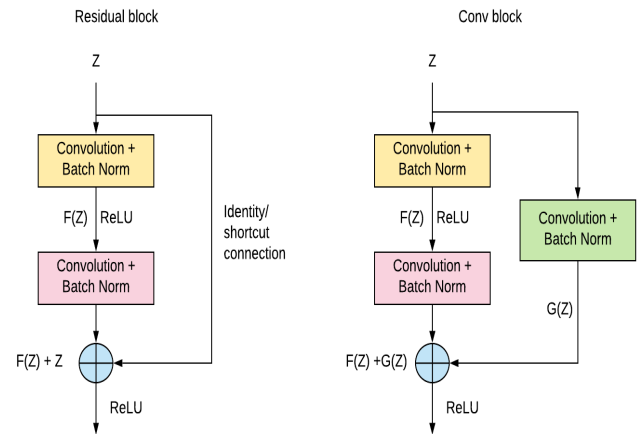 Residual block
Z
Convolution +
Batch Norm
F(Z) ReLU
Identity/
shortcut
connection
Convolution +
Batch Norm
F(Z) + Z
ReLU
Conv block
Z
Convolution +
Batch Norm
F(Z) ReLU
Convolution +
Batch Norm
Convolution +
Batch Norm
G(Z)
F(Z) +G(Z)
ReLU